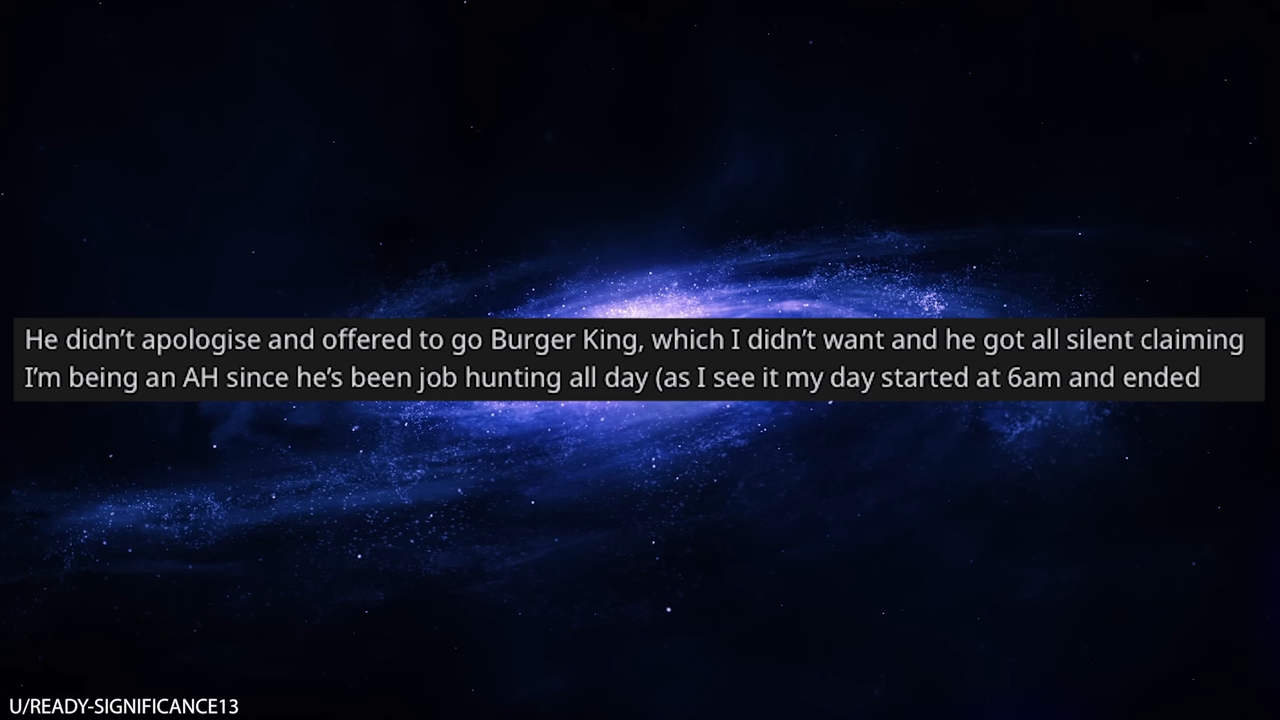 He didn’t apologise and offered to go Burger King, which I didn’t want and he got all silent claiming
I’m being an AH since he’s been job hunting all day (as I see it my day started at 6am and ended
U/READY-SIGNIFICANCE13